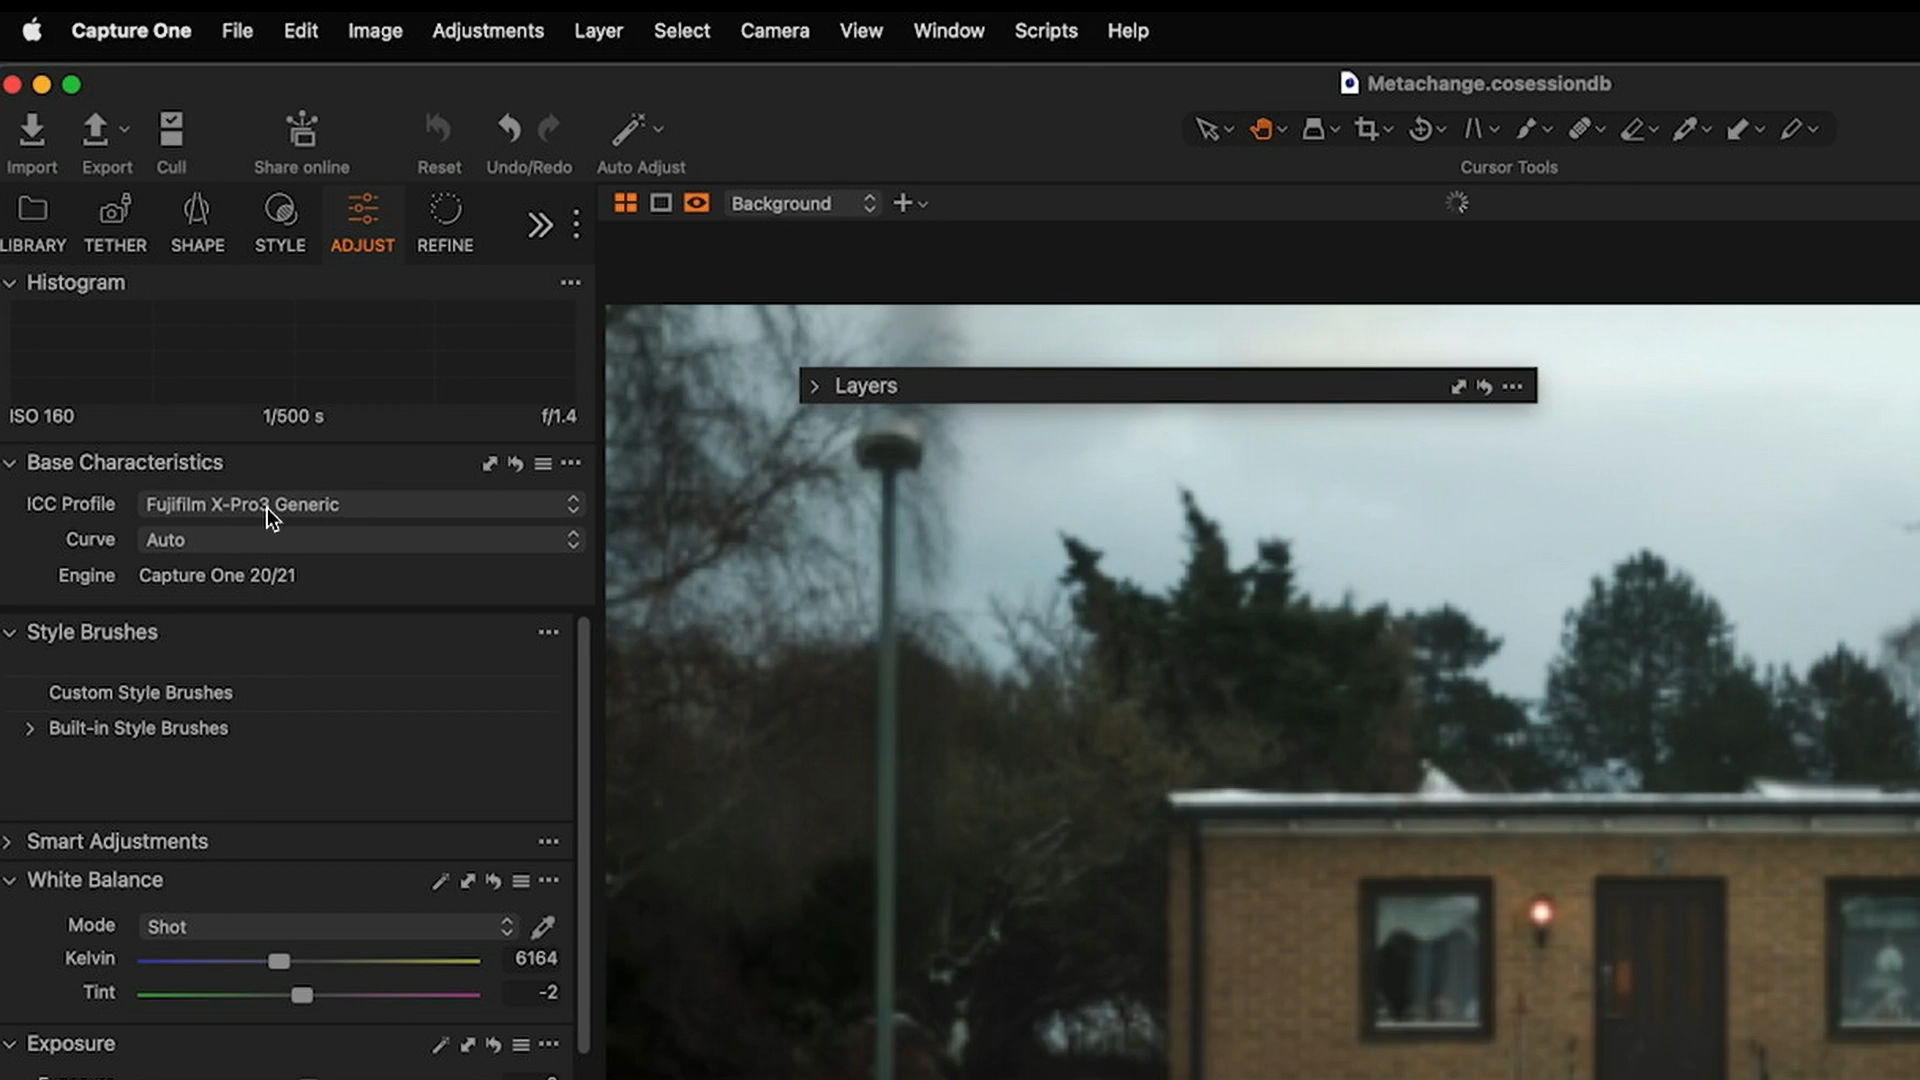 Capture One File Edit Image Adjustments Layer Select Camera View Window Scripts Help
Metachange.cosessiondb
Import Export Cull Share online Reset Undo/Redo Auto Adjust Cursor Tools
LIBRARY TETHER SHAPE STYLE ADJUST REFINE
Background
Histogram
ISO 160 1/500 s f/1.4
Layers
Base Characteristics
ICC Profile Fujifilm X-Pro3 Generic
Curve Auto
Engine Capture One 20/21
Style Brushes
Custom Style Brushes
Built-in Style Brushes
Smart Adjustments
White Balance
Mode Shot
Kelvin 6164
Tint -2
Exposure